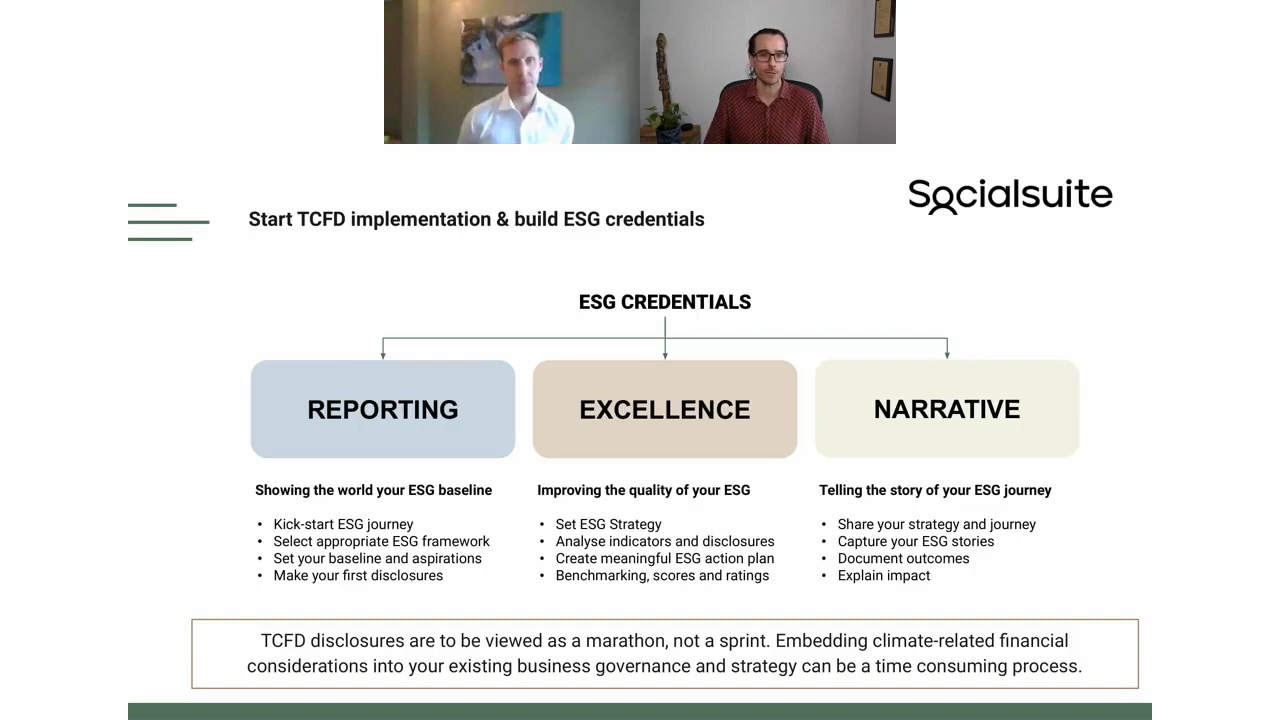 Socialsuite
Start TCFD implementation & build ESG credentials
ESG CREDENTIALS
REPORTING
EXCELLENCE
NARRATIVE
Showing the world your ESG baseline
• Kick-start ESG journey
• Select appropriate ESG framework
• Set your baseline and aspirations
• Make your first disclosures
Improving the quality of your ESG
• Set ESG Strategy
• Analyse indicators and disclosures
• Create meaningful ESG action plan
• Benchmarking, scores and ratings
Telling the story of your ESG journey
• Share your strategy and journey
• Capture your ESG stories
• Document outcomes
• Explain impact
TCFD disclosures are to be viewed as a marathon, not a sprint. Embedding climate-related financial
considerations into your existing business governance and strategy can be a time consuming process.